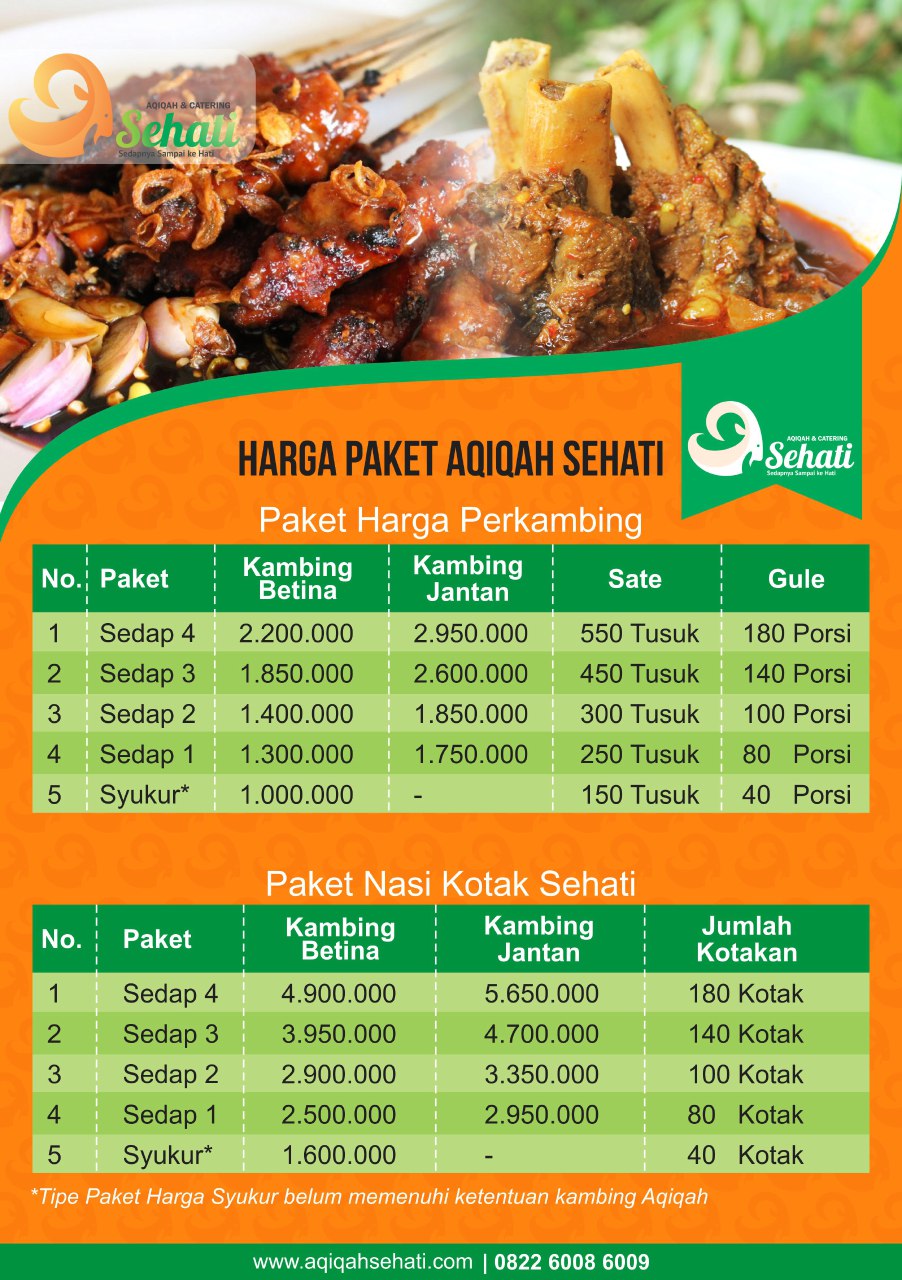 AQIQAH & CATERING
Sehati
Sedapnya Sampai ke Hati
HARGA PAKET AQIQAH SEHATI
AQIQAH & CATERING
Sehati
Sedapnya Sampai ke Hati
Paket Harga Perkambing
No. Paket Kambing Betina Kambing Jantan Sate Gule
1 Sedap 4 2.200.000 2.950.000 550 Tusuk 180 Porsi
2 Sedap 3 1.850.000 2.600.000 450 Tusuk 140 Porsi
3 Sedap 2 1.400.000 1.850.000 300 Tusuk 100 Porsi
4 Sedap 1 1.300.000 1.750.000 250 Tusuk 80 Porsi
5 Syukur* 1.000.000 - 150 Tusuk 40 Porsi
Paket Nasi Kotak Sehati
No. Paket Kambing Betina Kambing Jantan Jumlah Kotakan
1 Sedap 4 4.900.000 5.650.000 180 Kotak
2 Sedap 3 3.950.000 4.700.000 140 Kotak
3 Sedap 2 2.900.000 3.350.000 100 Kotak
4 Sedap 1 2.500.000 2.950.000 80 Kotak
5 Syukur* 1.600.000 - 40 Kotak
*Tipe Paket Harga Syukur belum memenuhi ketentuan kambing Aqiqah
www.aqiqahsehati.com | 0822 6008 6009